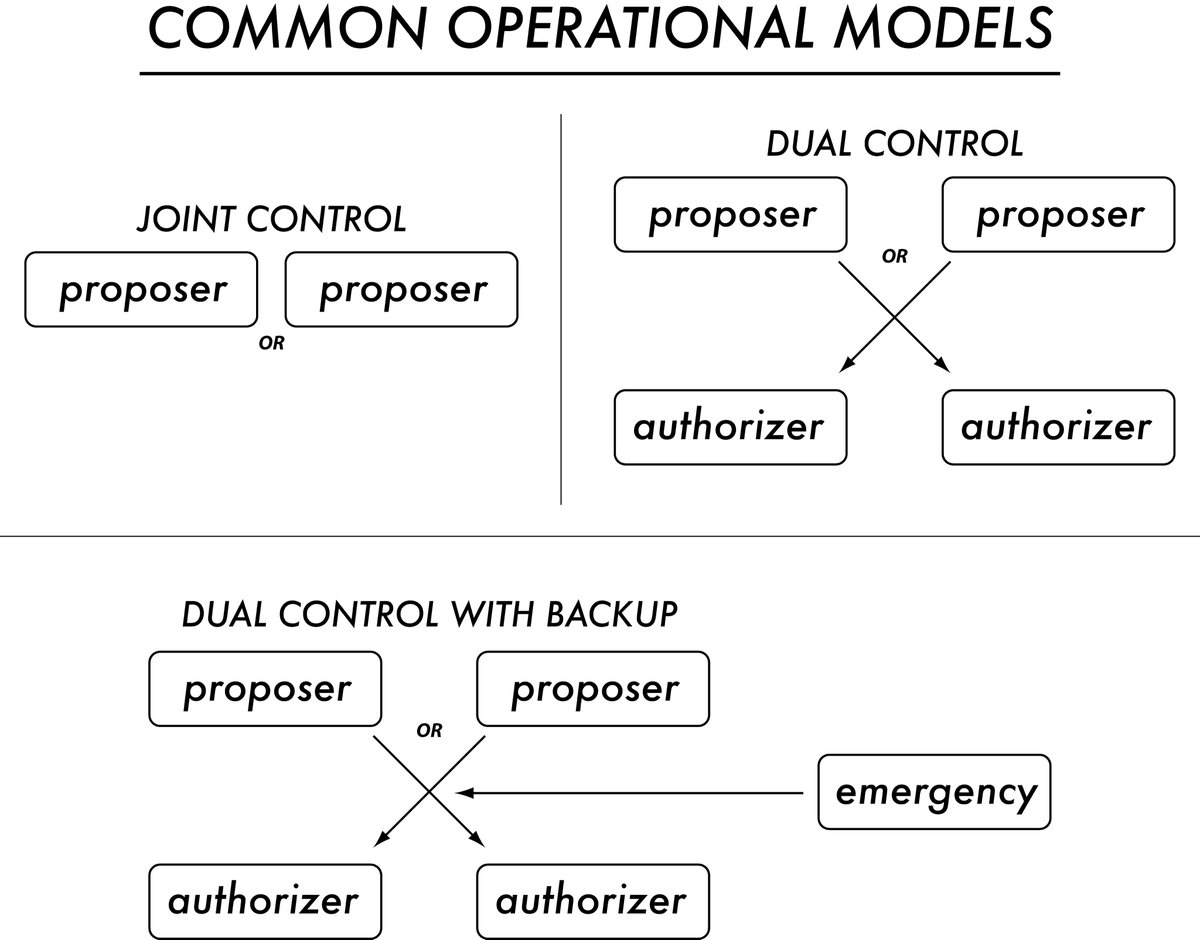 COMMON OPERATIONAL MODELS
JOINT CONTROL
proposer proposer
OR
DUAL CONTROL
proposer proposer
OR
authorizer authorizer
DUAL CONTROL WITH BACKUP
proposer proposer
OR
emergency
authorizer authorizer